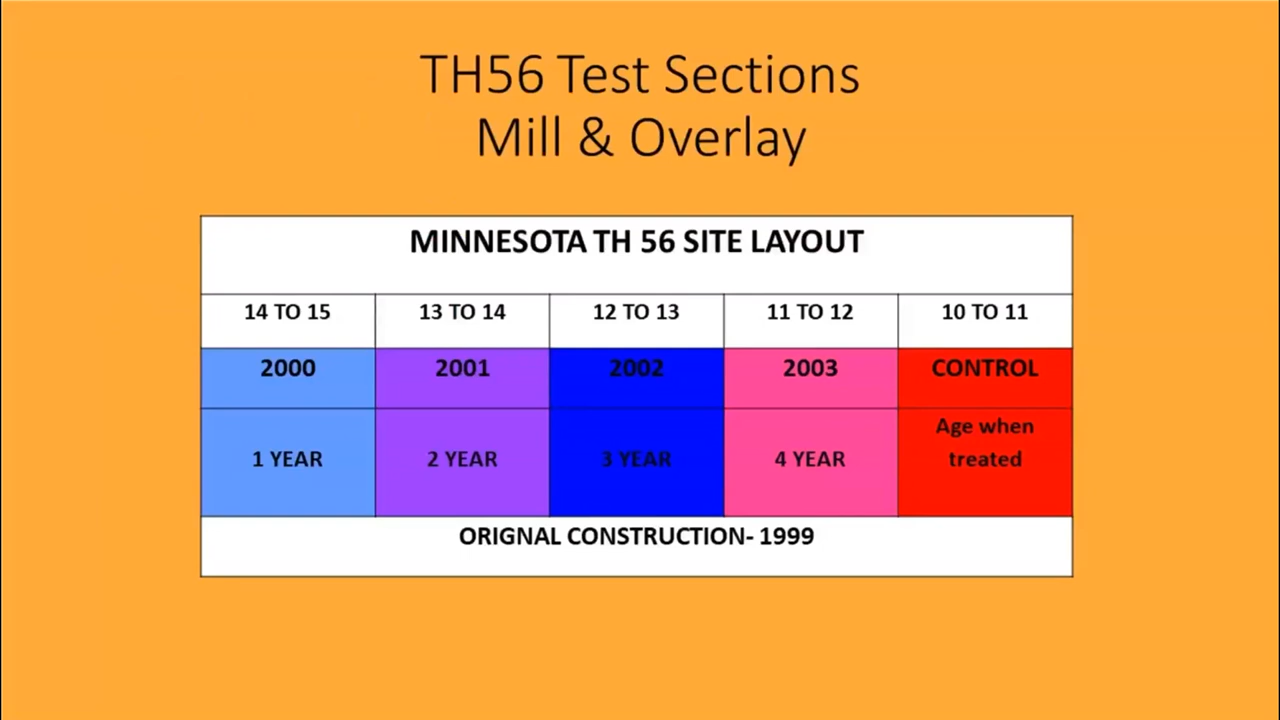 TH56 Test Sections
Mill & Overlay
MINNESOTA TH 56 SITE LAYOUT
14 TO 15 13 TO 14 12 TO 13 11 TO 12 10 TO 11
2000 2001 2002 2003 CONTROL
1 YEAR 2 YEAR 3 YEAR 4 YEAR Age when
treated
ORIGNAL CONSTRUCTION- 1999